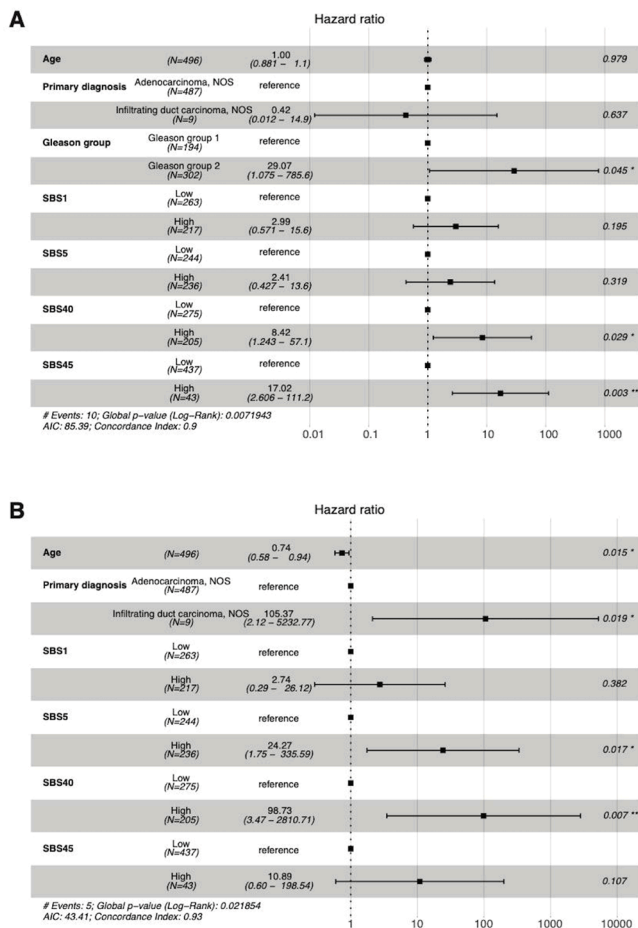 A
Hazard ratio
Age (N=496) 1.00 (0.881 – 1.1) 0.979
Primary diagnosis Adenocarcinoma, NOS (N=487) reference
Infiltrating duct carcinoma, NOS (N=9) 0.42 (0.012 – 14.9) 0.637
Gleason group Gleason group 1 (N=194) reference
Gleason group 2 (N=302) 29.07 (1.075 – 785.6) 0.045 *
SBS1 Low (N=263) reference
High (N=217) 2.99 (0.571 – 15.6) 0.195
SBS5 Low (N=244) reference
High (N=236) 2.41 (0.427 – 13.6) 0.319
SBS40 Low (N=275) reference
High (N=205) 8.42 (1.243 – 57.1) 0.029 *
SBS45 Low (N=437) reference
High (N=43) 17.02 (2.606 – 111.2) 0.003 **
# Events: 10; Global p-value (Log-Rank): 0.0071943
AIC: 85.39; Concordance Index: 0.9
0.01 0.1 1 10 100 1000
B
Hazard ratio
Age (N=496) 0.74 (0.58 – 0.94) 0.015 *
Primary diagnosis Adenocarcinoma, NOS (N=487) reference
Infiltrating duct carcinoma, NOS (N=9) 105.37 (2.12 – 5232.77) 0.019 *
SBS1 Low (N=263) reference
High (N=217) 2.74 (0.29 – 26.12) 0.382
SBS5 Low (N=244) reference
High (N=236) 24.27 (1.75 – 335.59) 0.017 *
SBS40 Low (N=275) reference
High (N=205) 98.73 (3.47 – 2810.71) 0.007 **
SBS45 Low (N=437) reference
High (N=43) 10.89 (0.60 – 198.54) 0.107
# Events: 5; Global p-value (Log-Rank): 0.021854
AIC: 43.41; Concordance Index: 0.93
1 10 100 1000 10000